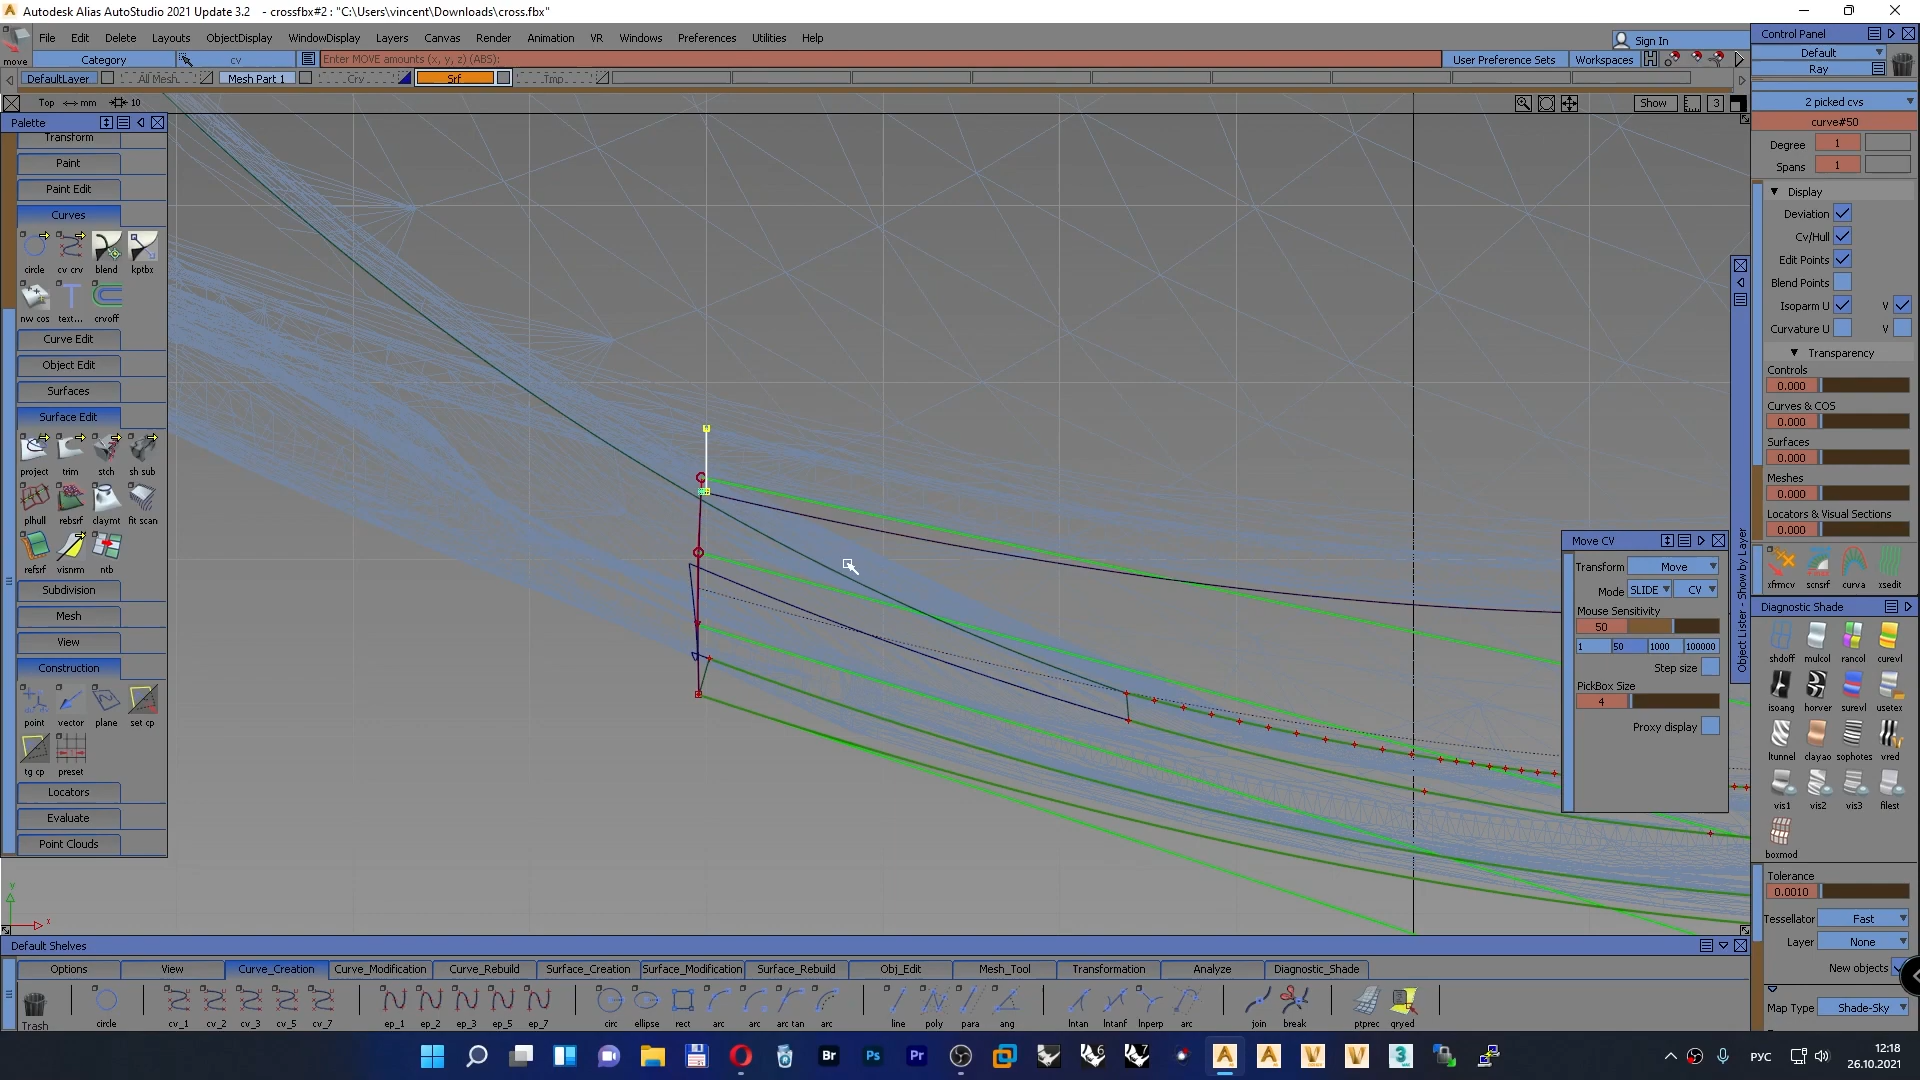 Autodesk Alias AutoStudio 2021 Update 3.2 - crossfbx#2 : "C:\Users\vincent\Downloads\cross.fbx"
File Edit Delete Layouts ObjectDisplay WindowDisplay Layers Canvas Render Animation VR Windows Preferences Utilities Help
Sign In
move Category cv Enter MOVE amounts (x, y, z) (ABS): User Preference Sets Workspaces
DefaultLayer All Mesh Mesh Part 1 Crv Srf Tmp
Top mm 10 Show 3
Palette
Transform
Paint
Paint Edit
Curves
circle cv crv blend kptbx
nw cos text... crvoff
Curve Edit
Object Edit
Surfaces
Surface Edit
project trim stch sh sub
plhull rebsrf claymt fit scan
refsrf visnrm ntb
Subdivision
Mesh
View
Construction
point vector plane set cp
tg cp preset
Locators
Evaluate
Point Clouds
y
x
Object Lister - Show by Layer
Move CV
Transform Move
Mode SLIDE CV
Mouse Sensitivity
50
1 50 1000 100000
Step size
PickBox Size
4
Proxy display
Control Panel
Default
Ray
2 picked cvs
curve#50
Degree 1
Spans 1
Display
Deviation
Cv/Hull
Edit Points
Blend Points
Isoparm U V
Curvature U V
Transparency
Controls
0.000
Curves & COS
0.000
Surfaces
0.000
Meshes
0.000
Locators & Visual Sections
0.000
xfrmcv scnsrf curva xsedit
Diagnostic Shade
shdoff mulcol rancol curevl
isoang horver surevl usetex
ltunnel clayao sophotes vred
vis1 vis2 vis3 filest
boxmod
Tolerance
0.0010
Tessellator Fast
Layer None
New objects
Map Type Shade-Sky
Default Shelves
Options View Curve_Creation Curve_Modification Curve_Rebuild Surface_Creation Surface_Modification Surface_Rebuild Obj_Edit Mesh_Tool Transformation Analyze Diagnostic_Shade
Trash circle cv_1 cv_2 cv_3 cv_5 cv_7 ep_1 ep_2 ep_3 ep_5 ep_7 circ ellipse rect arc arc arc tan arc line poly para ang lntan lntanf lnperp arc join break ptprec qryed
Br Ps Pr 6 7 3
РУС
12:18
26.10.2021